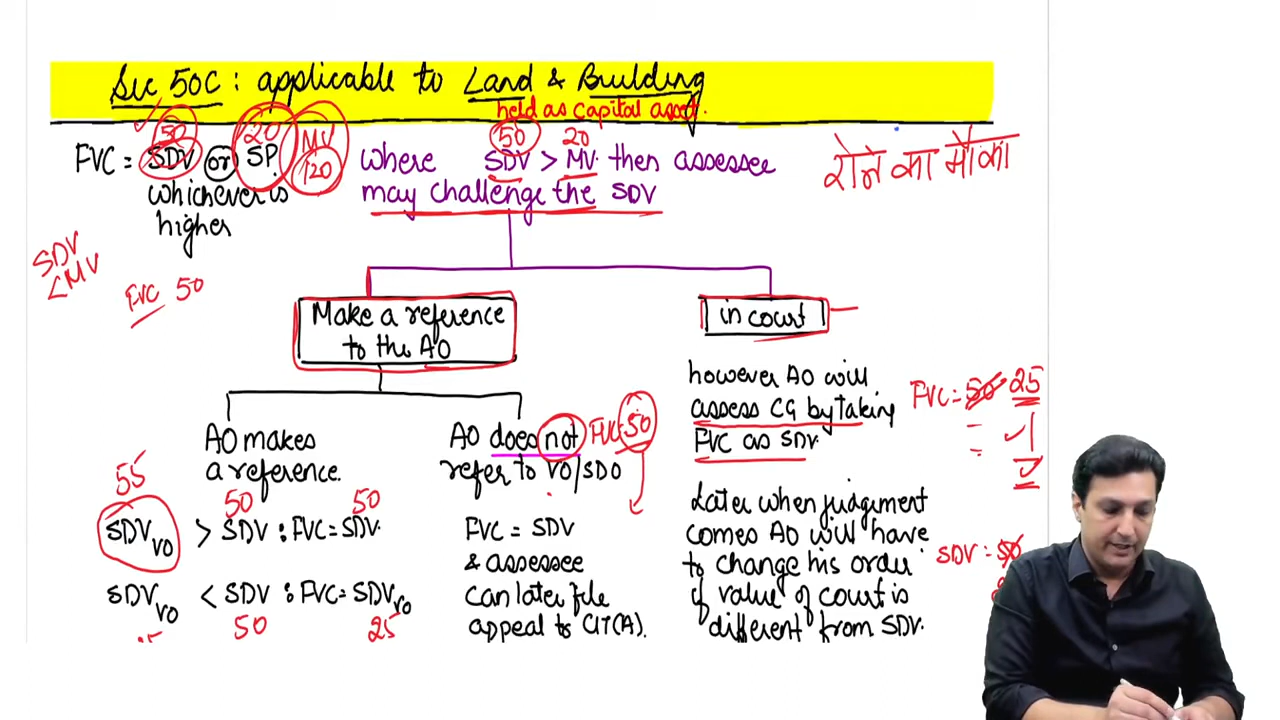 Sec 50C : applicable to Land & Building
held as capital asset.
50 20 MV 120
FVC = SDV or SP
whichever is
higher
50 20
where SDV > MV. then assessee
may challenge the SDV
रोने का मौका
SDV
< MV
FVC 50
Make a reference
to the AO
in court
AO makes
a reference.
55 50 50
SDV VO > SDV : FVC = SDV.
SDV VO < SDV : FVC = SDV VO
50 25
AO does not
refer to VO/SDO
FVC 50
FVC = SDV
& assessee
can later file
appeal to CIT(A).
however AO will
assess CG by taking
FVC as SDV.
FVC = 50 25
Later when judgement
comes AO will have
to change his order
if value of court is
different from SDV.
SDV = 50